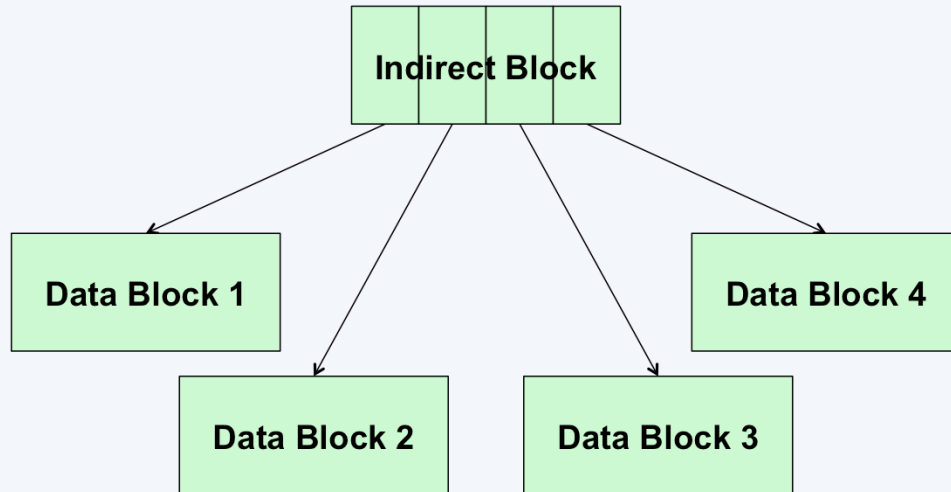 Indirect Block
Data Block 1
Data Block 4
Data Block 2
Data Block 3